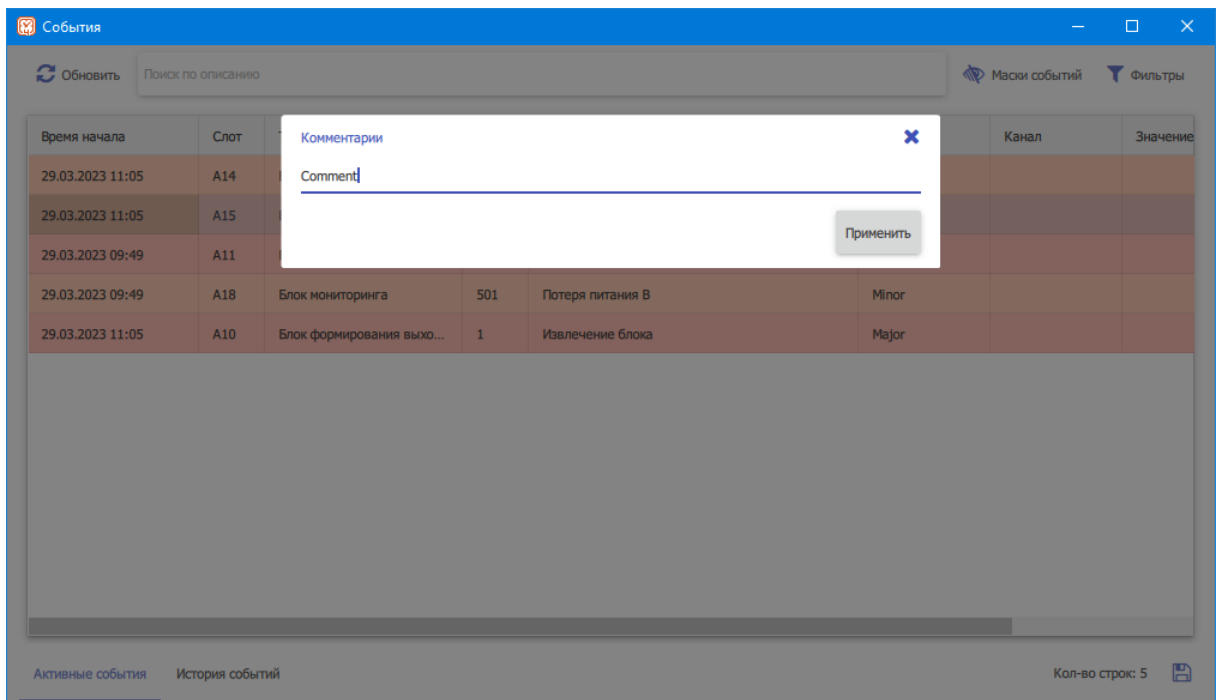 События
Обновить Поиск по описанию Маски событий Фильтры
Время начала Слот Канал Значение
Комментарии
29.03.2023 11:05 A14
Comment
29.03.2023 11:05 A15
Применить
29.03.2023 09:49 A11
29.03.2023 09:49 A18 Блок мониторинга 501 Потеря питания B Minor
29.03.2023 11:05 A10 Блок формирования выхо... 1 Извлечение блока Major
Активные события История событий Кол-во строк: 5